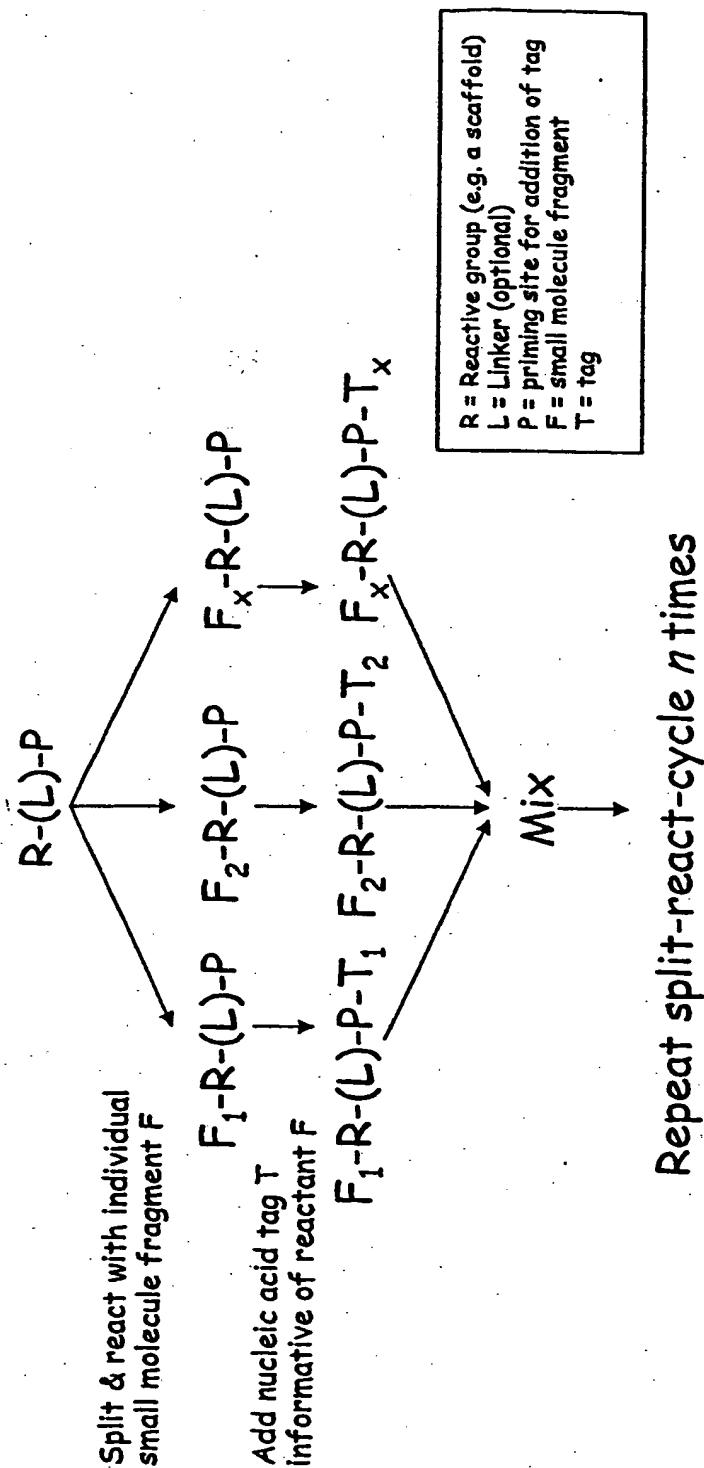 R-(L)-P
Split & react with individual
small molecule fragment F
F₁-R-(L)-P F₂-R-(L)-P Fₓ-R-(L)-P
Add nucleic acid tag T
informative of reactant F
F₁-R-(L)-P-T₁ F₂-R-(L)-P-T₂ Fₓ-R-(L)-P-Tₓ
Mix
Repeat split-react-cycle n times
R = Reactive group (e.g. a scaffold)
L = Linker (optional)
P = priming site for addition of tag
F = small molecule fragment
T = tag